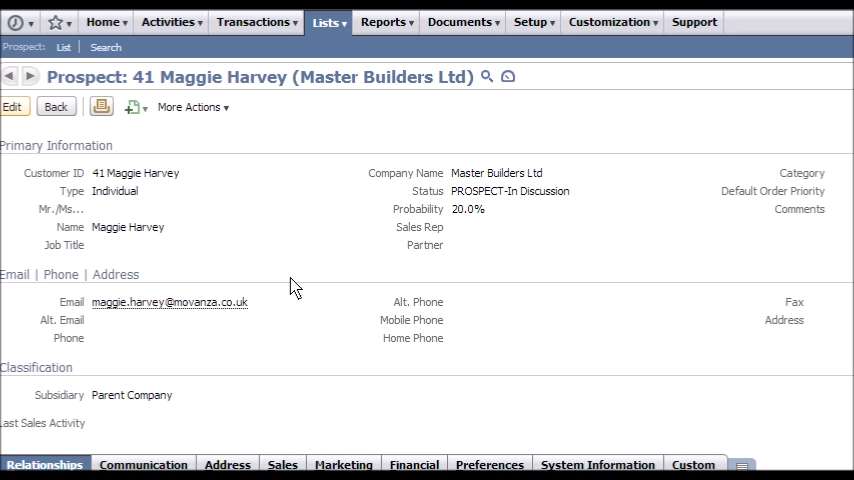 Home Activities Transactions Lists Reports Documents Setup Customization Support
Prospect: List Search
Prospect: 41 Maggie Harvey (Master Builders Ltd)
Edit Back More Actions
Primary Information
Customer ID 41 Maggie Harvey Company Name Master Builders Ltd Category
Type Individual Status PROSPECT-In Discussion Default Order Priority
Mr./Ms... Probability 20.0% Comments
Name Maggie Harvey Sales Rep
Job Title Partner
Email | Phone | Address
Email maggie.harvey@movanza.co.uk Alt. Phone Fax
Alt. Email Mobile Phone Address
Phone Home Phone
Classification
Subsidiary Parent Company
Last Sales Activity
Relationships Communication Address Sales Marketing Financial Preferences System Information Custom